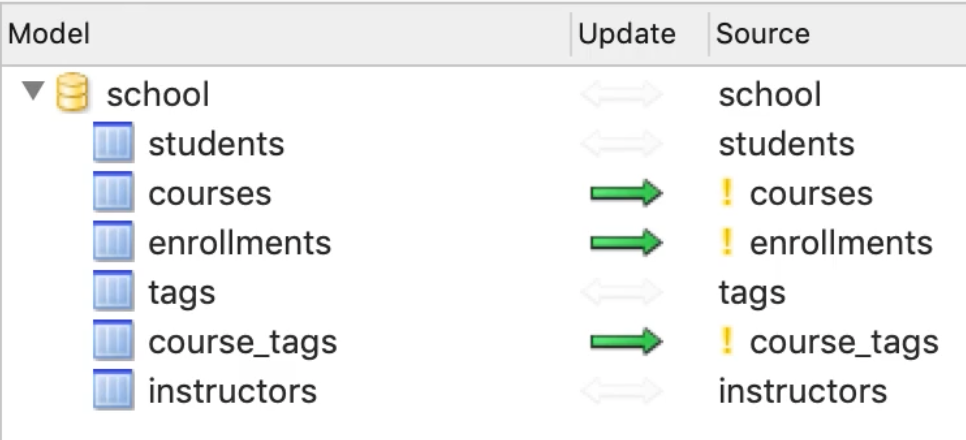 Model Update Source
school school
students students
courses ! courses
enrollments ! enrollments
tags tags
course_tags ! course_tags
instructors instructors